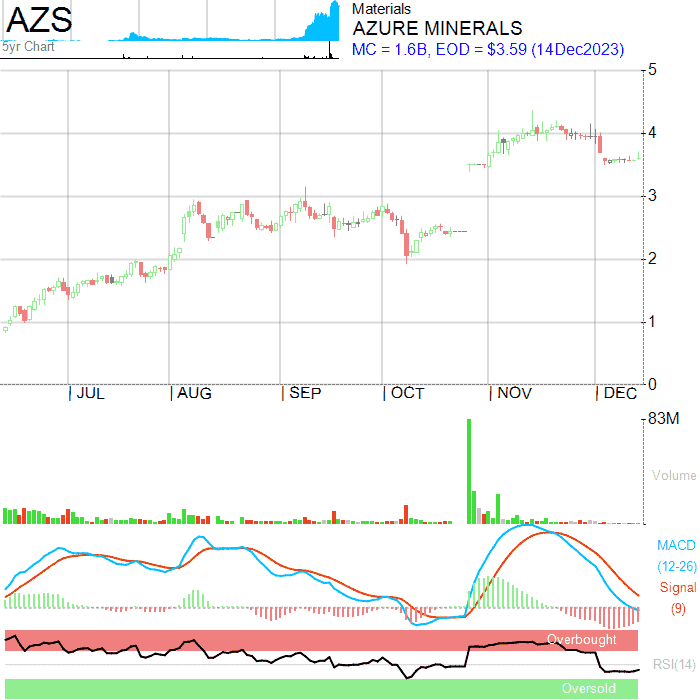 AZS
5yr Chart
Materials
AZURE MINERALS
MC = 1.6B, EOD = $3.59 (14Dec2023)
5
4
3
2
1
0
JUL
AUG
SEP
OCT
NOV
DEC
83M
Volume
MACD
(12-26)
Signal
(9)
Overbought
RSI(14)
Oversold